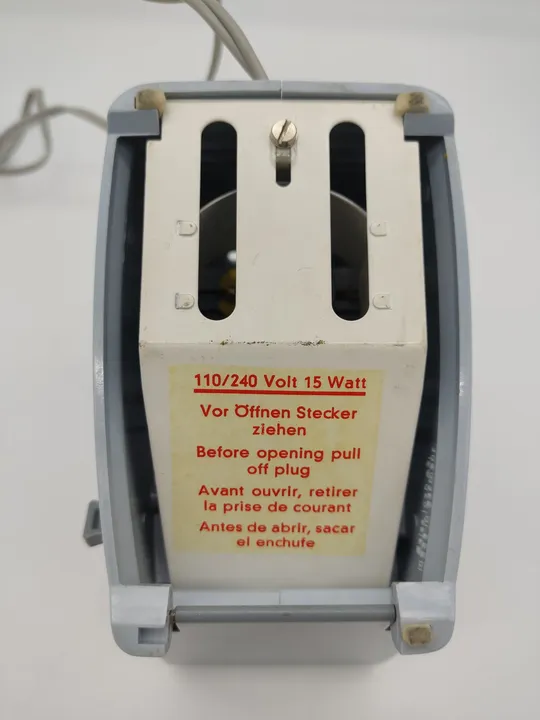 110/240 Volt 15 Watt
Vor Öffnen Stecker
ziehen
Before opening pull
off plug
Avant ouvrir, retirer
la prise de courant
Antes de abrir, sacar
el enchufe